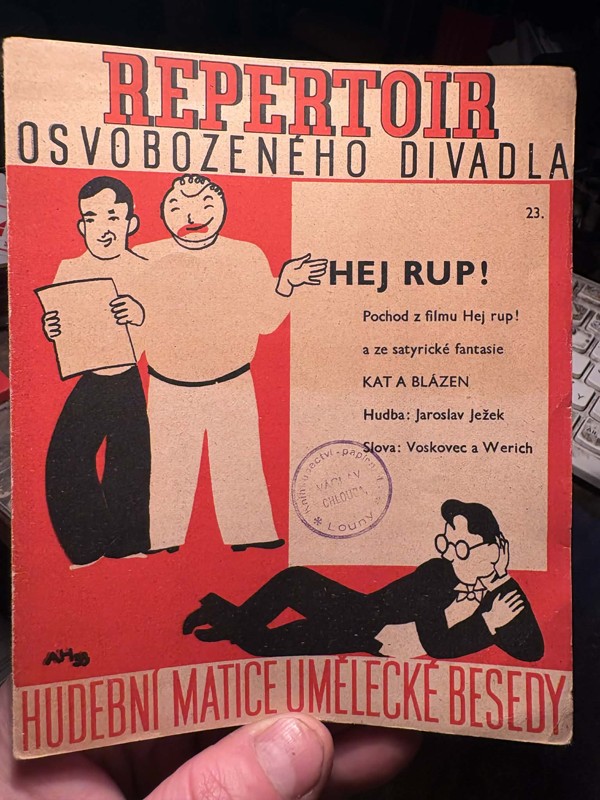 REPERTOIR
OSVOBOZENÉHO DIVADLA
23.
HEJ RUP!
Pochod z filmu Hej rup!
a ze satyrické fantasie
KAT A BLÁZEN
Hudba: Jaroslav Ježek
Slova: Voskovec a Werich
VÁCLAV
CHLOUPA
Louny
HUDEBNÍ MATICE UMĚLECKÉ BESEDY